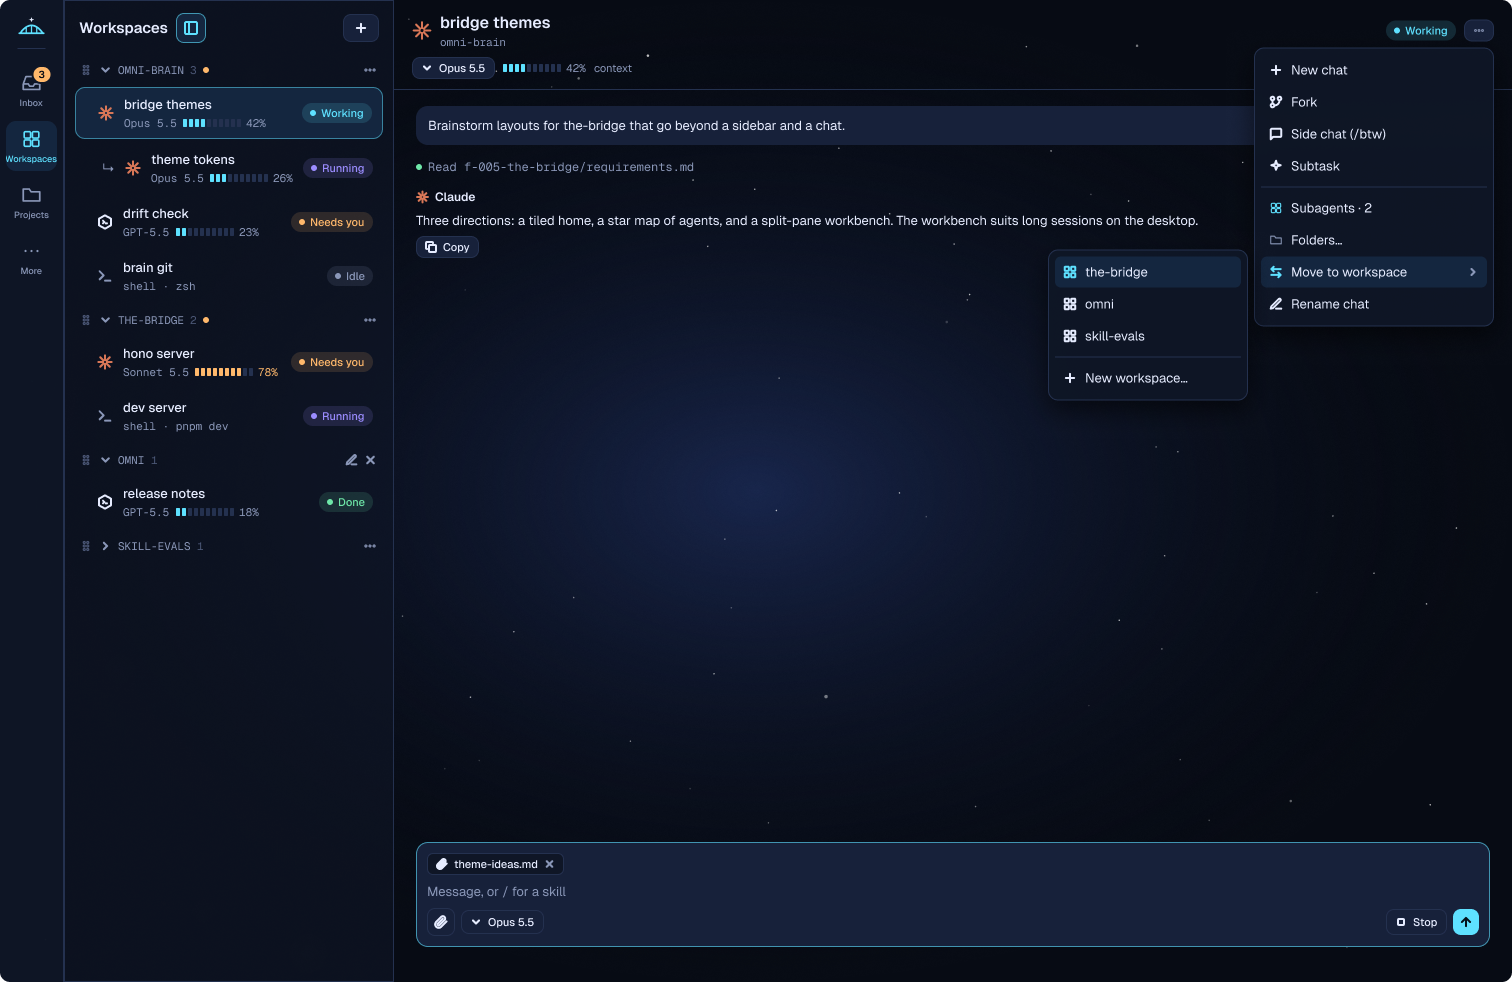 3
Inbox
Workspaces
Projects
More
Workspaces
OMNI-BRAIN 3
bridge themes
Opus 5.5 42%
Working
theme tokens
Opus 5.5 26%
Running
drift check
GPT-5.5 23%
Needs you
brain git
shell · zsh
Idle
THE-BRIDGE 2
hono server
Sonnet 5.5 78%
Needs you
dev server
shell · pnpm dev
Running
OMNI 1
release notes
GPT-5.5 18%
Done
SKILL-EVALS 1
bridge themes
omni-brain
Opus 5.5 42% context
Working
Brainstorm layouts for the-bridge that go beyond a sidebar and a chat.
Read f-005-the-bridge/requirements.md
Claude
Three directions: a tiled home, a star map of agents, and a split-pane workbench. The workbench suits long sessions on the desktop.
Copy
New chat
Fork
Side chat (/btw)
Subtask
Subagents · 2
Folders…
Move to workspace
Rename chat
the-bridge
omni
skill-evals
New workspace…
theme-ideas.md
Message, or / for a skill
Opus 5.5
Stop